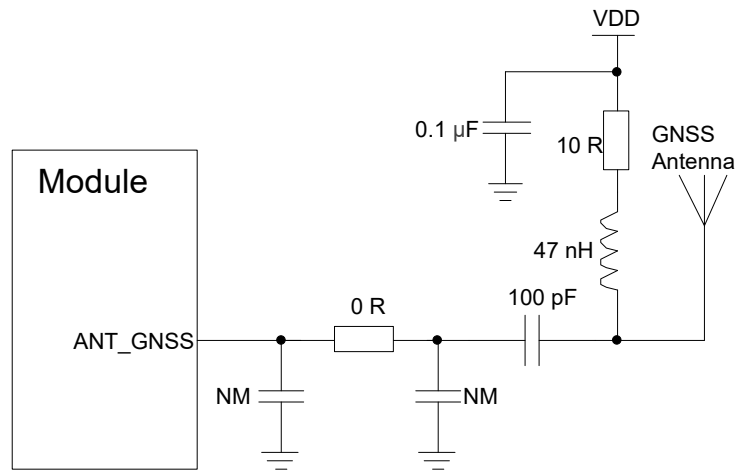 VDD
0.1 µF
10 R
GNSS
Antenna
Module
47 nH
100 pF
0 R
ANT_GNSS
NM
NM